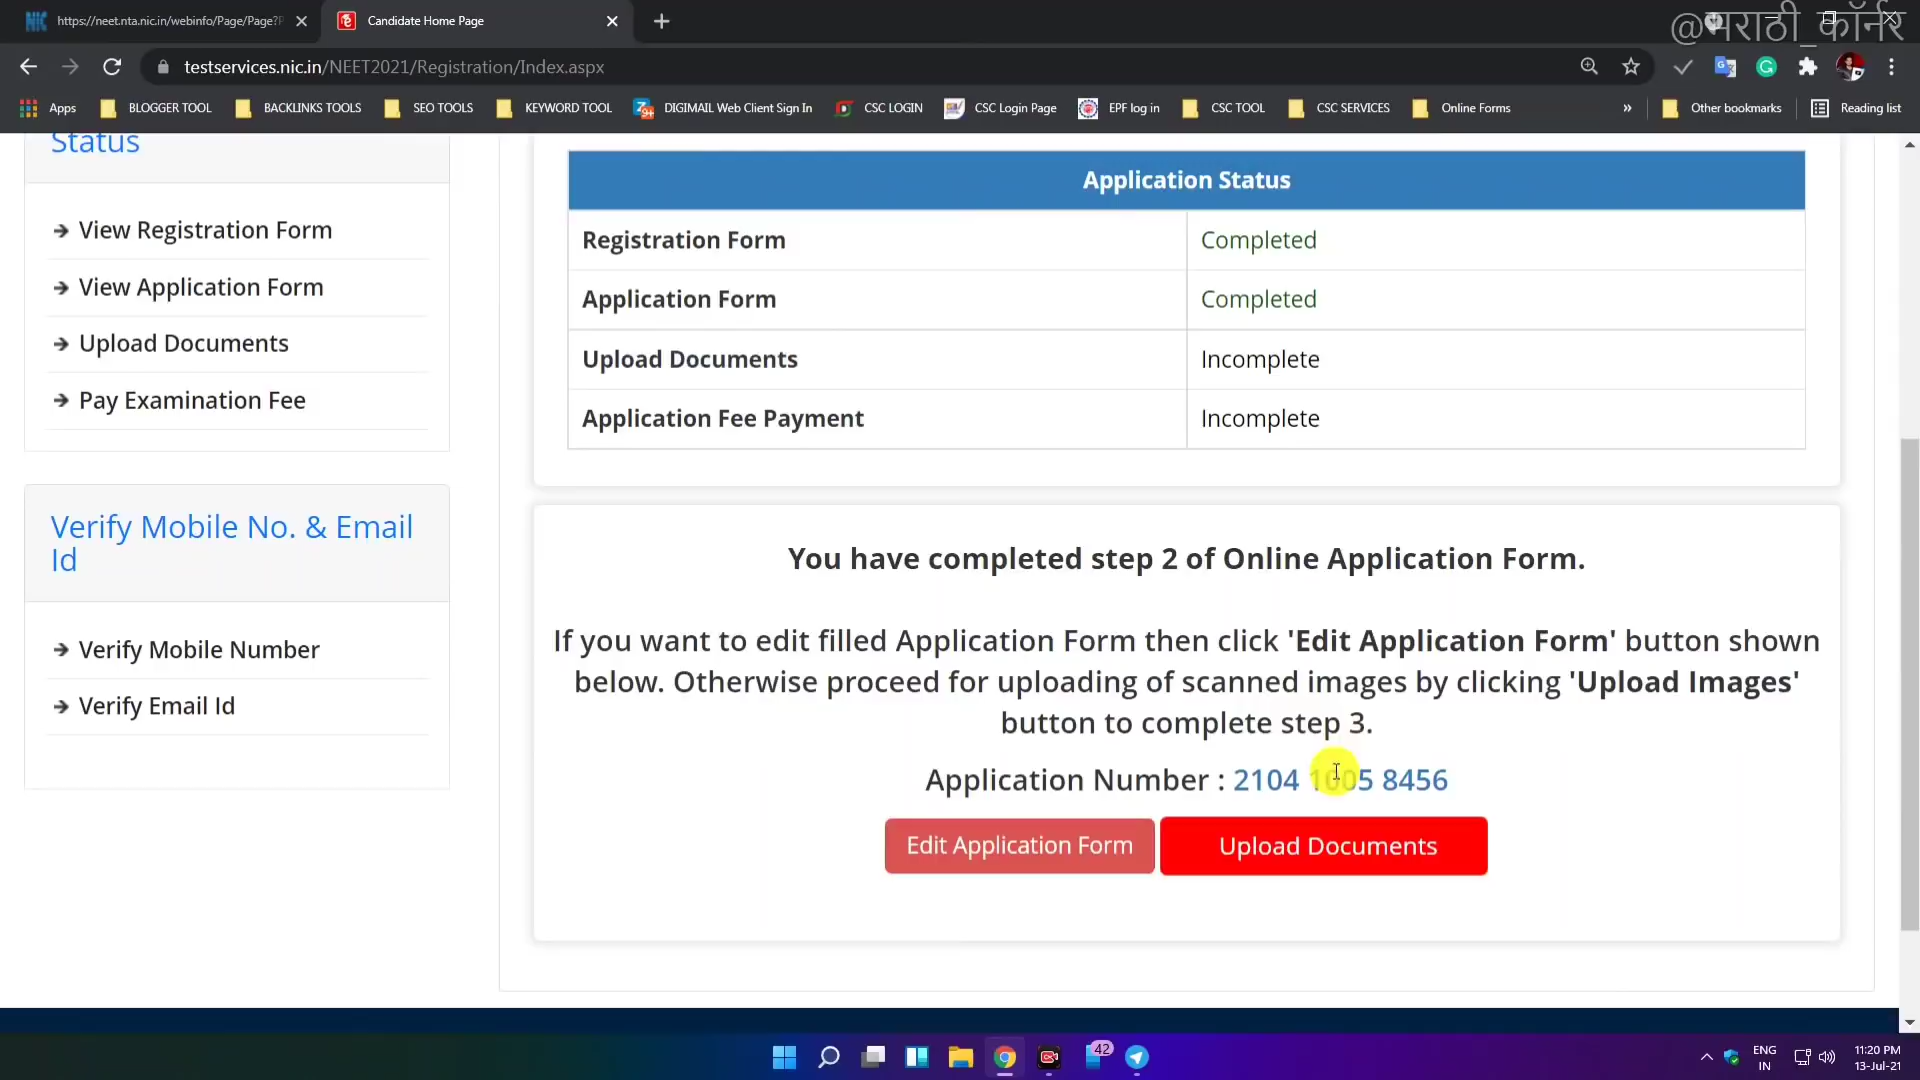 https://neet.nta.nic.in/webinfo/Page/Page?P
Candidate Home Page
@मराठी_कॉर्नर
testservices.nic.in/NEET2021/Registration/Index.aspx
Apps BLOGGER TOOL BACKLINKS TOOLS SEO TOOLS KEYWORD TOOL DIGIMAIL Web Client Sign In CSC LOGIN CSC Login Page EPF log in CSC TOOL CSC SERVICES Online Forms » Other bookmarks Reading list
Status
View Registration Form
View Application Form
Upload Documents
Pay Examination Fee
Verify Mobile No. & Email
Id
Verify Mobile Number
Verify Email Id
Application Status
Registration Form Completed
Application Form Completed
Upload Documents Incomplete
Application Fee Payment Incomplete
You have completed step 2 of Online Application Form.
If you want to edit filled Application Form then click 'Edit Application Form' button shown
below. Otherwise proceed for uploading of scanned images by clicking 'Upload Images'
button to complete step 3.
Application Number : 2104 1005 8456
Edit Application Form Upload Documents
42
ENG
IN
11:20 PM
13-Jul-21